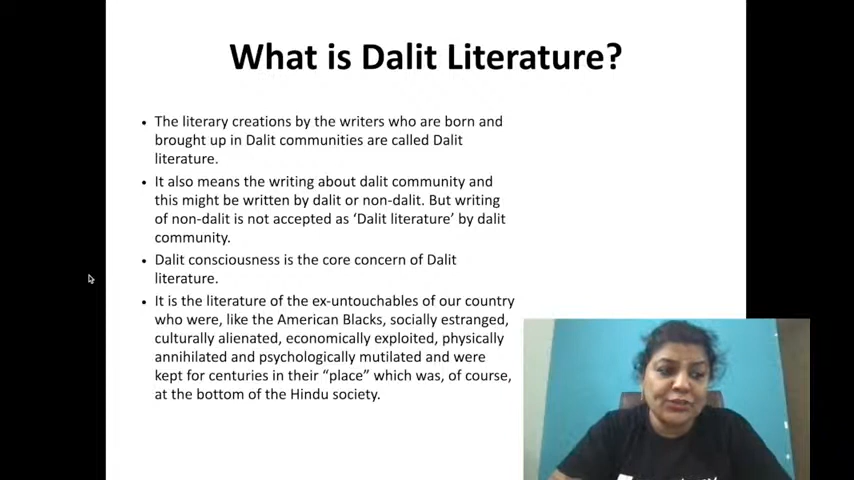 What is Dalit Literature?
• The literary creations by the writers who are born and
brought up in Dalit communities are called Dalit
literature.
• It also means the writing about dalit community and
this might be written by dalit or non-dalit. But writing
of non-dalit is not accepted as ‘Dalit literature’ by dalit
community.
• Dalit consciousness is the core concern of Dalit
literature.
• It is the literature of the ex-untouchables of our country
who were, like the American Blacks, socially estranged,
culturally alienated, economically exploited, physically
annihilated and psychologically mutilated and were
kept for centuries in their “place” which was, of course,
at the bottom of the Hindu society.